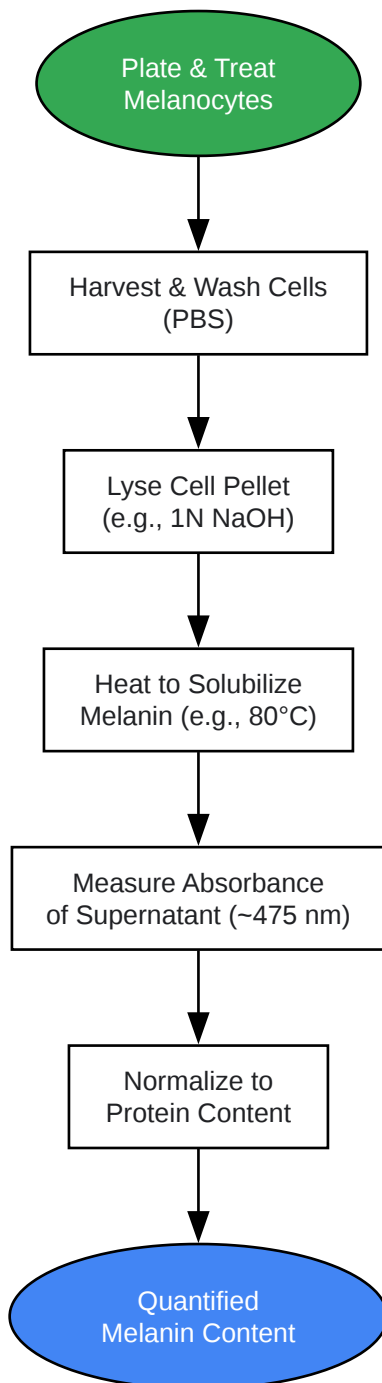 Plate & Treat
Melanocytes
Harvest & Wash Cells
(PBS)
Lyse Cell Pellet
(e.g., 1N NaOH)
Heat to Solubilize
Melanin (e.g., 80°C)
Measure Absorbance
of Supernatant (~475 nm)
Normalize to
Protein Content
Quantified
Melanin Content